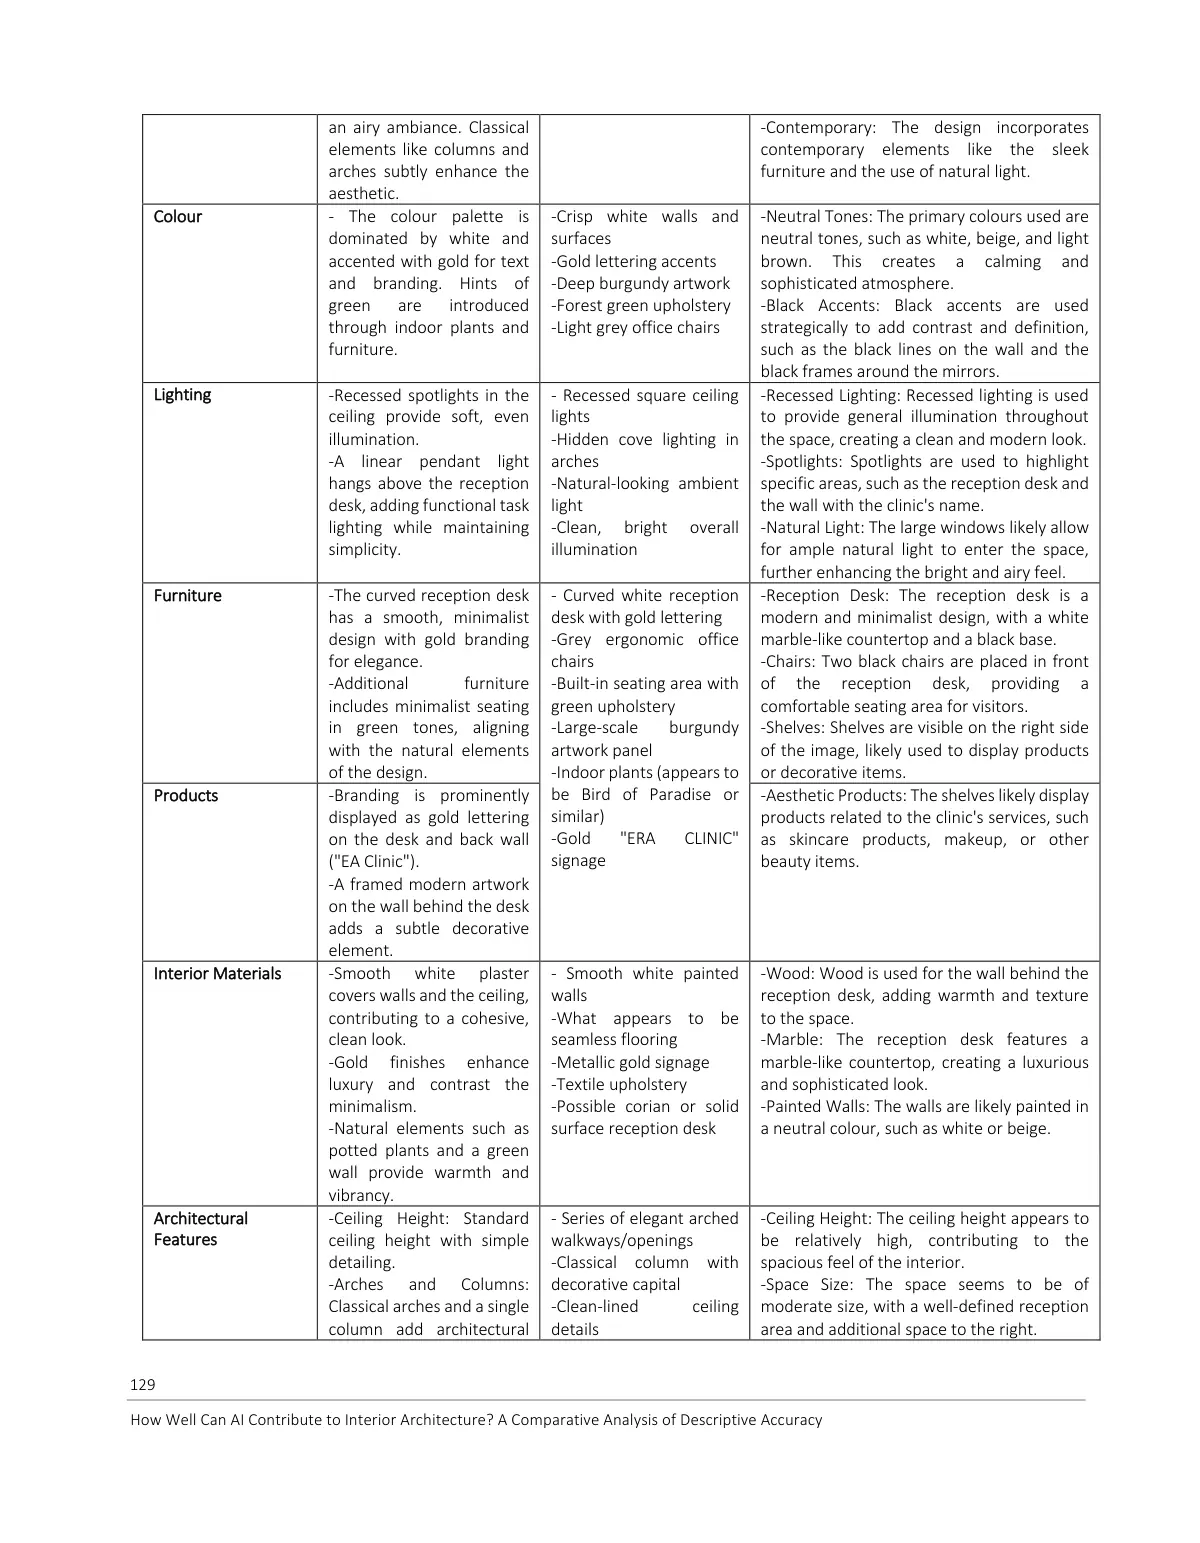 an airy ambiance. Classical
elements like columns and
arches subtly enhance the
aesthetic.
-Contemporary: The design incorporates
contemporary elements like the sleek
furniture and the use of natural light.
Colour
- The colour palette is
dominated by white and
accented with gold for text
and branding. Hints of
green are introduced
through indoor plants and
furniture.
-Crisp white walls and
surfaces
-Gold lettering accents
-Deep burgundy artwork
-Forest green upholstery
-Light grey office chairs
-Neutral Tones: The primary colours used are
neutral tones, such as white, beige, and light
brown. This creates a calming and
sophisticated atmosphere.
-Black Accents: Black accents are used
strategically to add contrast and definition,
such as the black lines on the wall and the
black frames around the mirrors.
Lighting
-Recessed spotlights in the
ceiling provide soft, even
illumination.
-A linear pendant light
hangs above the reception
desk, adding functional task
lighting while maintaining
simplicity.
- Recessed square ceiling
lights
-Hidden cove lighting in
arches
-Natural-looking ambient
light
-Clean, bright overall
illumination
-Recessed Lighting: Recessed lighting is used
to provide general illumination throughout
the space, creating a clean and modern look.
-Spotlights: Spotlights are used to highlight
specific areas, such as the reception desk and
the wall with the clinic's name.
-Natural Light: The large windows likely allow
for ample natural light to enter the space,
further enhancing the bright and airy feel.
Furniture
-The curved reception desk
has a smooth, minimalist
design with gold branding
for elegance.
-Additional furniture
includes minimalist seating
in green tones, aligning
with the natural elements
of the design.
- Curved white reception
desk with gold lettering
-Grey ergonomic office
chairs
-Built-in seating area with
green upholstery
-Large-scale burgundy
artwork panel
-Indoor plants (appears to
be Bird of Paradise or
similar)
-Gold "ERA CLINIC"
signage
-Reception Desk: The reception desk is a
modern and minimalist design, with a white
marble-like countertop and a black base.
-Chairs: Two black chairs are placed in front
of the reception desk, providing a
comfortable seating area for visitors.
-Shelves: Shelves are visible on the right side
of the image, likely used to display products
or decorative items.
Products
-Branding is prominently
displayed as gold lettering
on the desk and back wall
("EA Clinic").
-A framed modern artwork
on the wall behind the desk
adds a subtle decorative
element.
-Aesthetic Products: The shelves likely display
products related to the clinic's services, such
as skincare products, makeup, or other
beauty items.
Interior Materials
-Smooth white plaster
covers walls and the ceiling,
contributing to a cohesive,
clean look.
-Gold finishes enhance
luxury and contrast the
minimalism.
-Natural elements such as
potted plants and a green
wall provide warmth and
vibrancy.
- Smooth white painted
walls
-What appears to be
seamless flooring
-Metallic gold signage
-Textile upholstery
-Possible corian or solid
surface reception desk
-Wood: Wood is used for the wall behind the
reception desk, adding warmth and texture
to the space.
-Marble: The reception desk features a
marble-like countertop, creating a luxurious
and sophisticated look.
-Painted Walls: The walls are likely painted in
a neutral colour, such as white or beige.
Architectural
Features
-Ceiling Height: Standard
ceiling height with simple
detailing.
-Arches and Columns:
Classical arches and a single
column add architectural
- Series of elegant arched
walkways/openings
-Classical column with
decorative capital
-Clean-lined ceiling
details
-Ceiling Height: The ceiling height appears to
be relatively high, contributing to the
spacious feel of the interior.
-Space Size: The space seems to be of
moderate size, with a well-defined reception
area and additional space to the right.
129
How Well Can AI Contribute to Interior Architecture? A Comparative Analysis of Descriptive Accuracy